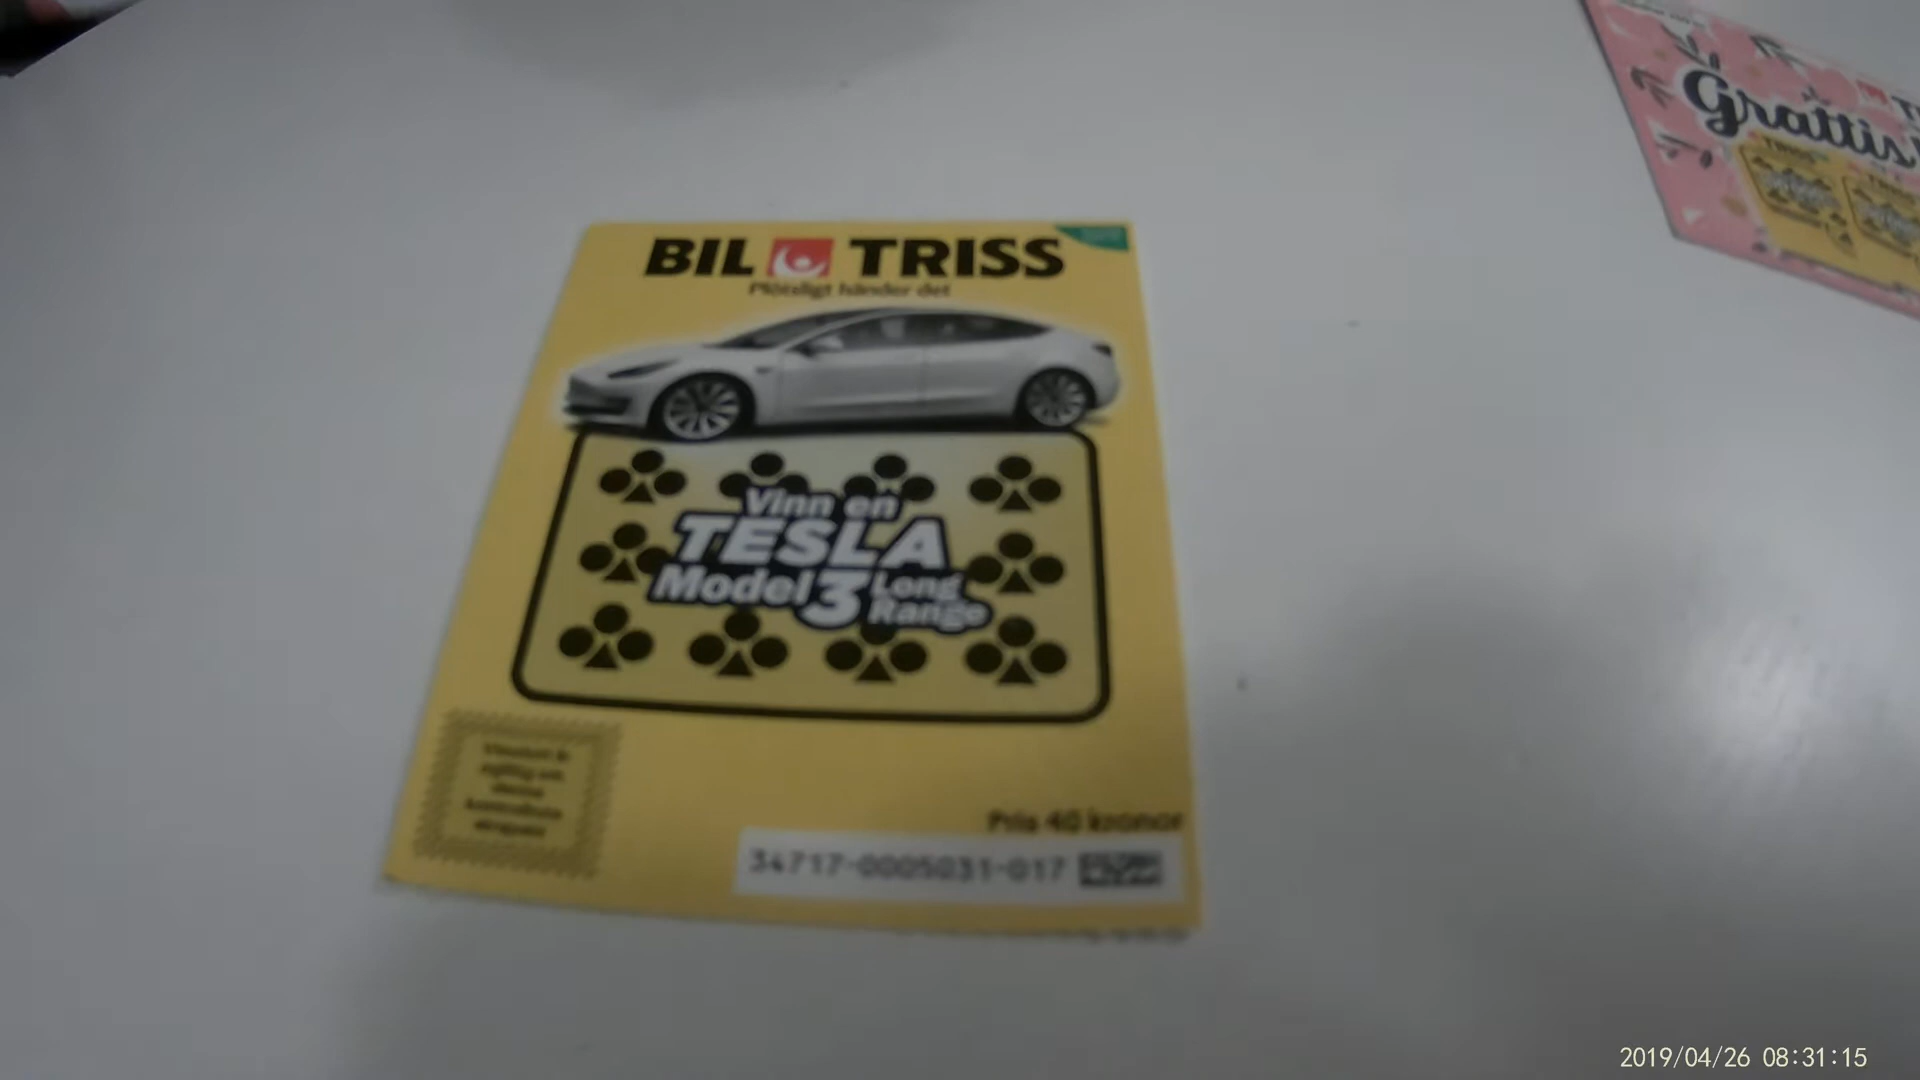 BIL TRISS
Plötsligt händer det
Vinn en
TESLA
Model 3 Long
Range
Pris 40 kronor
34717-0005031-017
Grattis
TRISS
2019/04/26 08:31:15